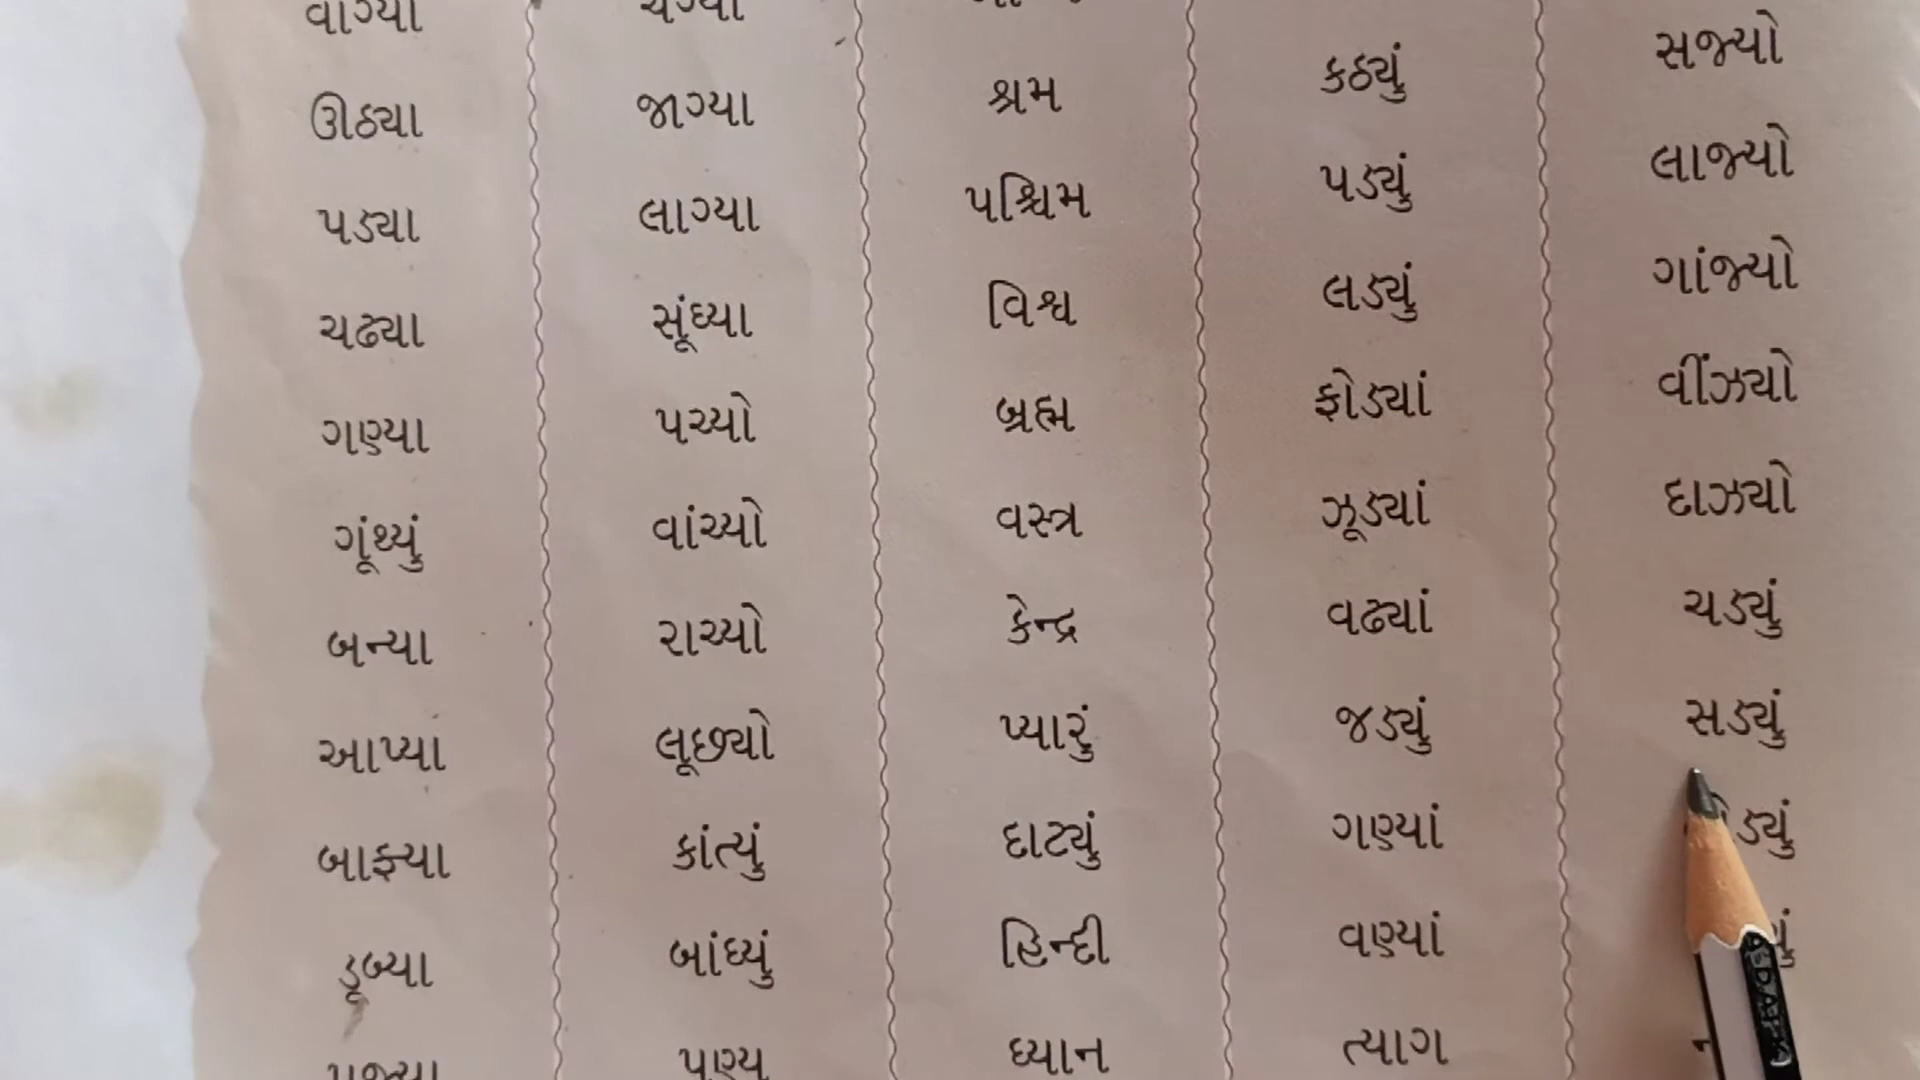 વાગ્યા
ઊઠ્યા
પડ્યા
ચઢ્યા
ગણ્યા
ગૂંથ્યું
બન્યા
આપ્યા
બાફ્યા
ડૂબ્યા
જાગ્યા
લાગ્યા
સૂંઘ્યા
પચ્યો
વાંચ્યો
રાચ્યો
લૂછ્યો
કાંત્યું
બાંધ્યું
પુણ્ય
શ્રમ
પશ્ચિમ
વિશ્વ
બ્રહ્મ
વસ્ત્ર
કેન્દ્ર
પ્યારું
દાટ્યું
હિન્દી
ધ્યાન
કઠ્યું
પડ્યું
લડ્યું
ફોડ્યાં
ઝૂડ્યાં
વઢ્યાં
જડ્યું
ગણ્યાં
વણ્યાં
ત્યાગ
સજ્યો
લાજ્યો
ગાંજ્યો
વીંઝ્યો
દાઝ્યો
ચડ્યું
સડ્યું